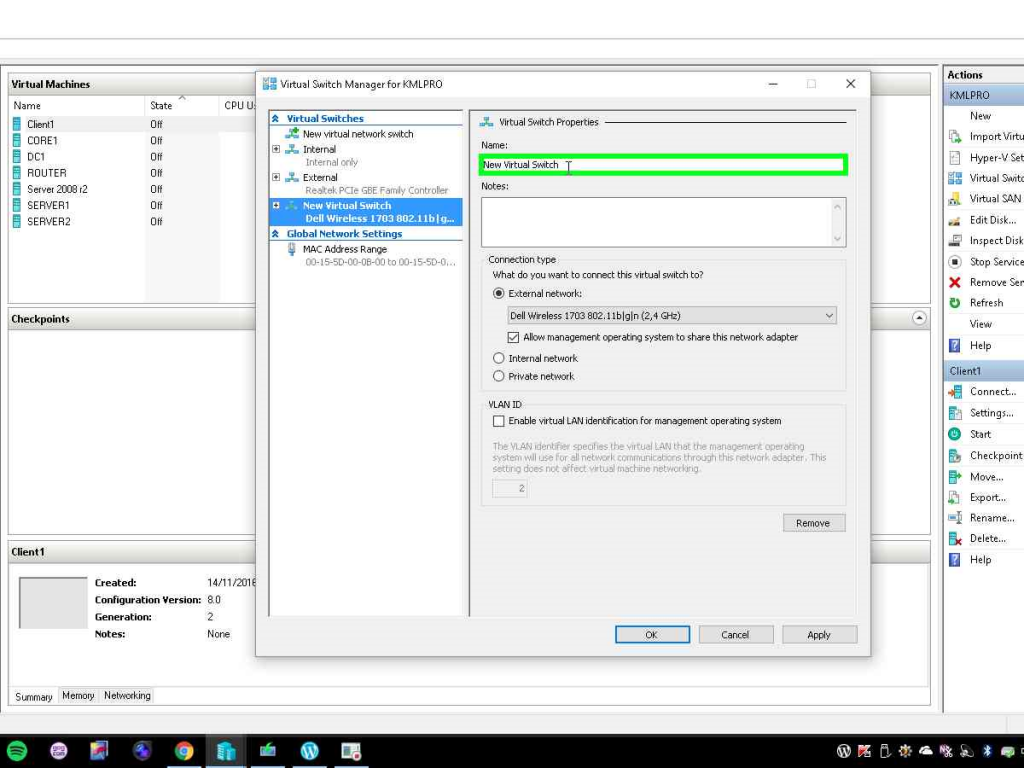 Virtual Machines
Name State CPU U
Client1 Off
CORE1 Off
DC1 Off
ROUTER Off
Server 2008 r2 Off
SERVER1 Off
SERVER2 Off
Checkpoints
Client1
Created: 14/11/2016
Configuration Version: 8.0
Generation: 2
Notes: None
Summary Memory Networking
Virtual Switch Manager for KMLPRO
Virtual Switches
New virtual network switch
Internal
Internal only
External
Realtek PCIe GBE Family Controller
New Virtual Switch
Dell Wireless 1703 802.11b|g...
Global Network Settings
MAC Address Range
00-15-5D-00-0B-00 to 00-15-5D-0...
Virtual Switch Properties
Name:
New Virtual Switch
Notes:
Connection type
What do you want to connect this virtual switch to?
External network:
Dell Wireless 1703 802.11b|g|n (2,4 GHz)
Allow management operating system to share this network adapter
Internal network
Private network
VLAN ID
Enable virtual LAN identification for management operating system
The VLAN identifier specifies the virtual LAN that the management operating
system will use for all network communications through this network adapter. This
setting does not affect virtual machine networking.
2
Remove
OK Cancel Apply
Actions
KMLPRO
New
Import Virtu
Hyper-V Set
Virtual Switc
Virtual SAN
Edit Disk...
Inspect Disk
Stop Service
Remove Ser
Refresh
View
Help
Client1
Connect...
Settings...
Start
Checkpoint
Move...
Export...
Rename...
Delete...
Help